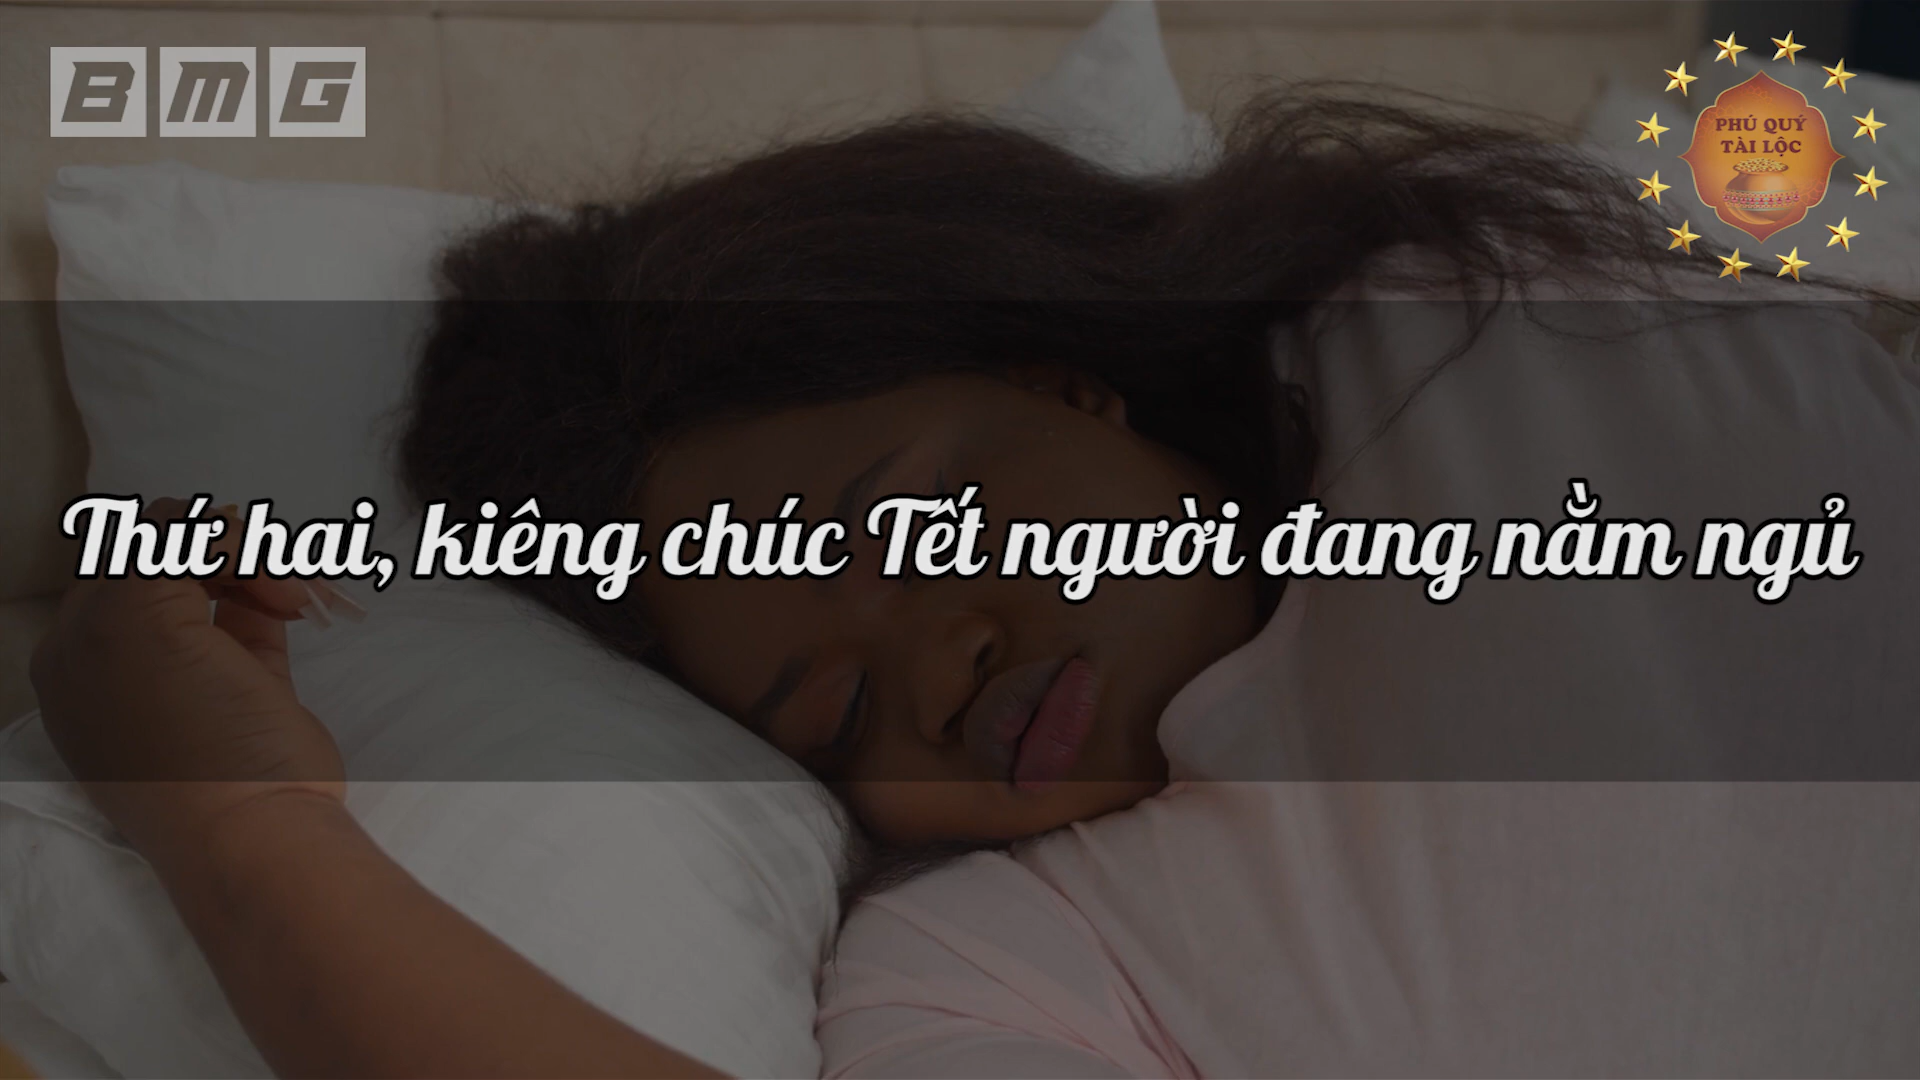 BMG
PHÚ QUÝ
TÀI LỘC
Thứ hai, kiêng chúc Tết người đang nằm ngủ